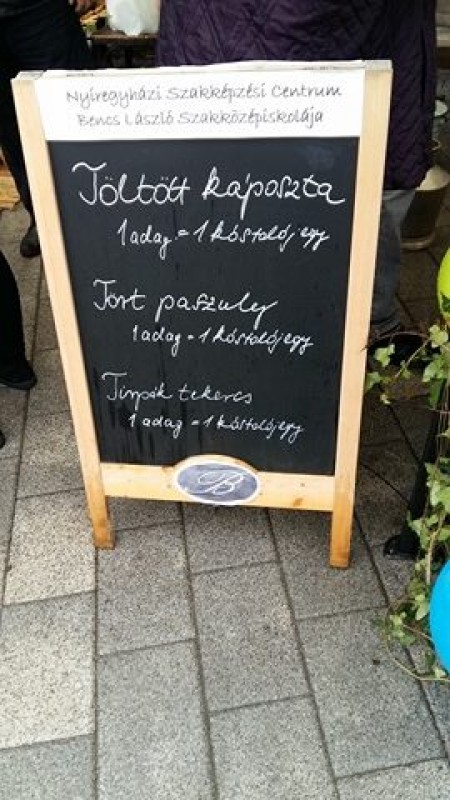 Nyíregyházi Szakképzési Centrum
Bencs László Szakközépiskolája
Töltött káposzta
1 adag = 1 kóstolójegy
Tört paszuly
1 adag = 1 kóstolójegy
tekercs
1 adag = 1 kóstolójegy
B